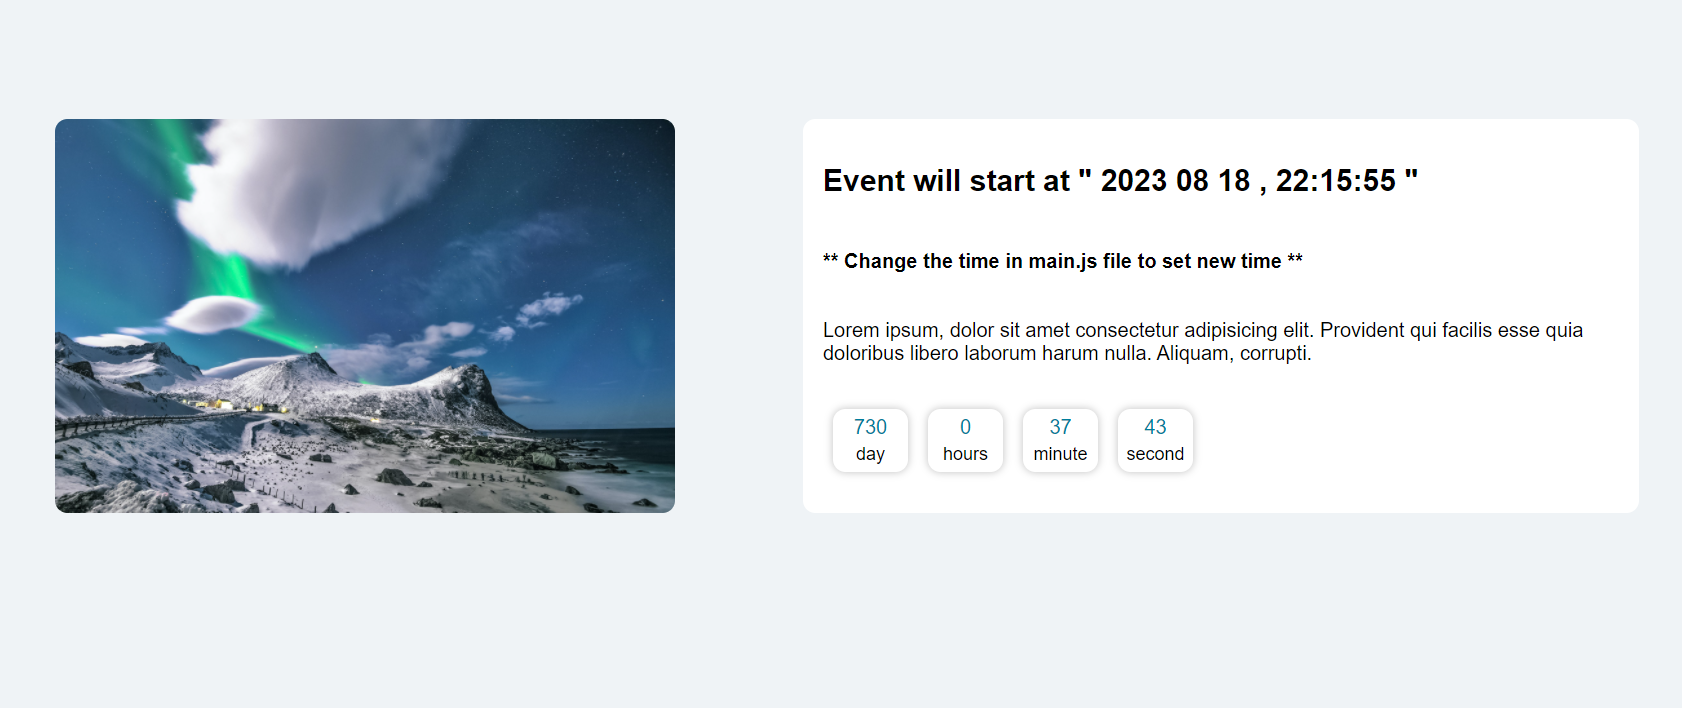 Event will start at " 2023 08 18 , 22:15:55 "
** Change the time in main.js file to set new time **
Lorem ipsum, dolor sit amet consectetur adipisicing elit. Provident qui facilis esse quia
doloribus libero laborum harum nulla. Aliquam, corrupti.
730 0 37 43
day hours minute second